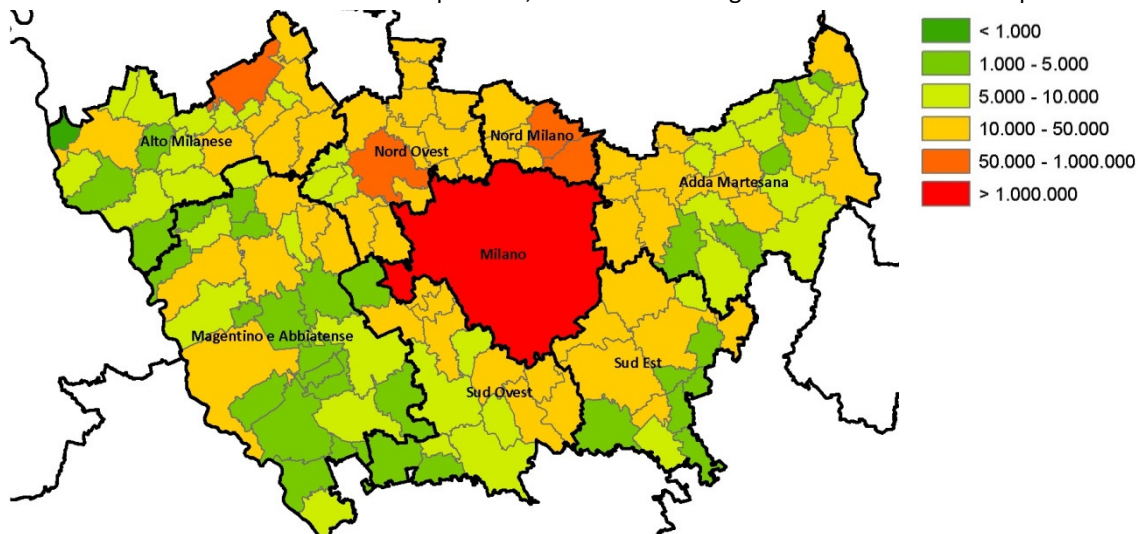 < 1.000
1.000 - 5.000
5.000 - 10.000
10.000 - 50.000
50.000 - 1.000.000
> 1.000.000
Alto Milanese
Nord Ovest
Nord Milano
Adda Martesana
Milano
Magentino e Abbiatense
Sud Ovest
Sud Est